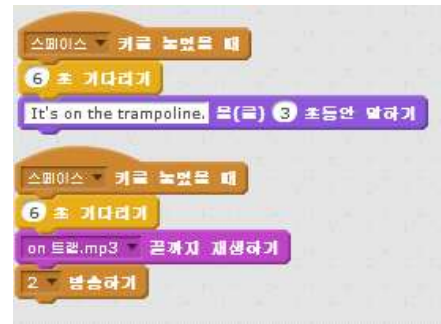 스페이스 키를 눌렀을 때
6 초 기다리기
It's on the trampoline. 을(를) 3 초동안 말하기
스페이스 키를 눌렀을 때
6 초 기다리기
on 트램.mp3 끝까지 재생하기
2 방송하기